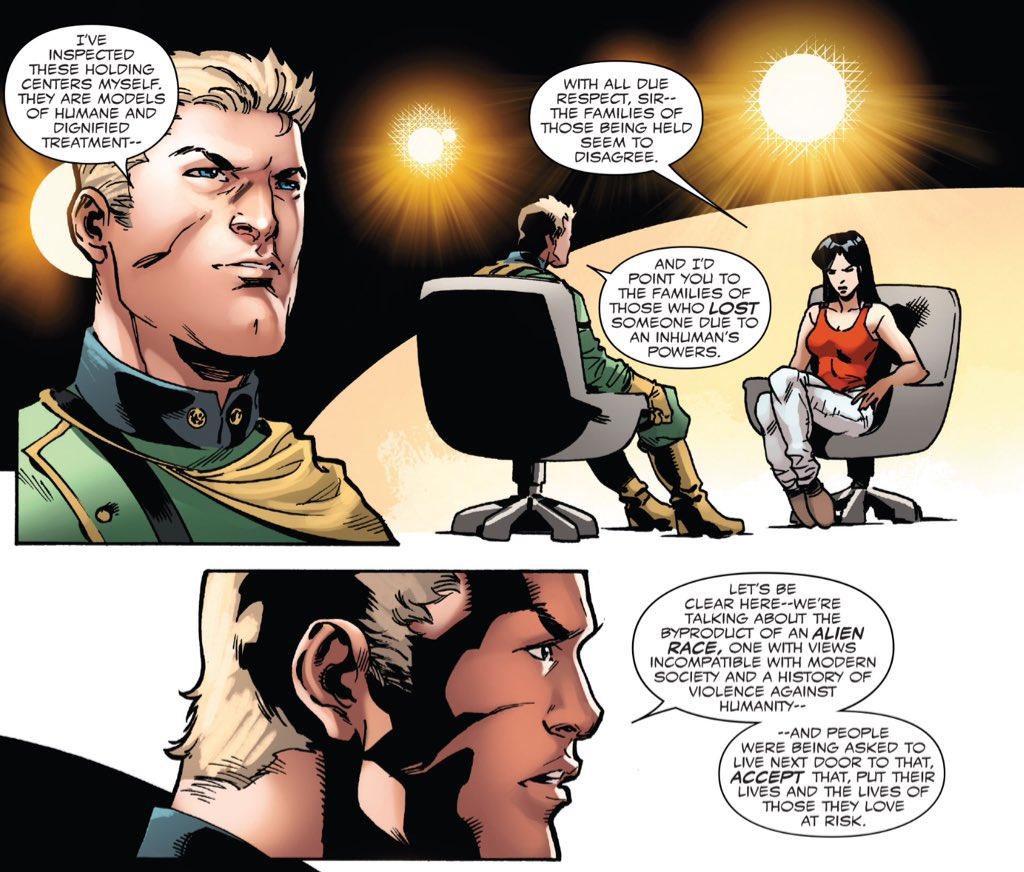 I'VE
INSPECTED
THESE HOLDING
CENTERS MYSELF.
THEY ARE MODELS
OF HUMANE AND
DIGNIFIED
TREATMENT--
WITH ALL DUE
RESPECT, SIR--
THE FAMILIES OF
THOSE BEING HELD
SEEM TO
DISAGREE.
AND I'D
POINT YOU TO
THE FAMILIES OF
THOSE WHO LOST
SOMEONE DUE TO
AN INHUMAN'S
POWERS.
LET'S BE
CLEAR HERE--WE'RE
TALKING ABOUT THE
BYPRODUCT OF AN ALIEN
RACE, ONE WITH VIEWS
INCOMPATIBLE WITH MODERN
SOCIETY AND A HISTORY OF
VIOLENCE AGAINST
HUMANITY--
--AND PEOPLE
WERE BEING ASKED TO
LIVE NEXT DOOR TO THAT,
ACCEPT THAT, PUT THEIR
LIVES AND THE LIVES OF
THOSE THEY LOVE
AT RISK.